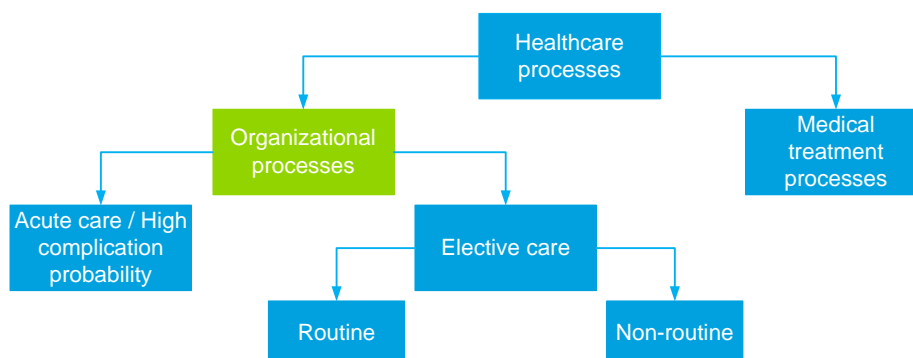 Healthcare
processes
Organizational
processes
Medical
treatment
processes
Acute care / High
complication
probability
Elective care
Routine
Non-routine